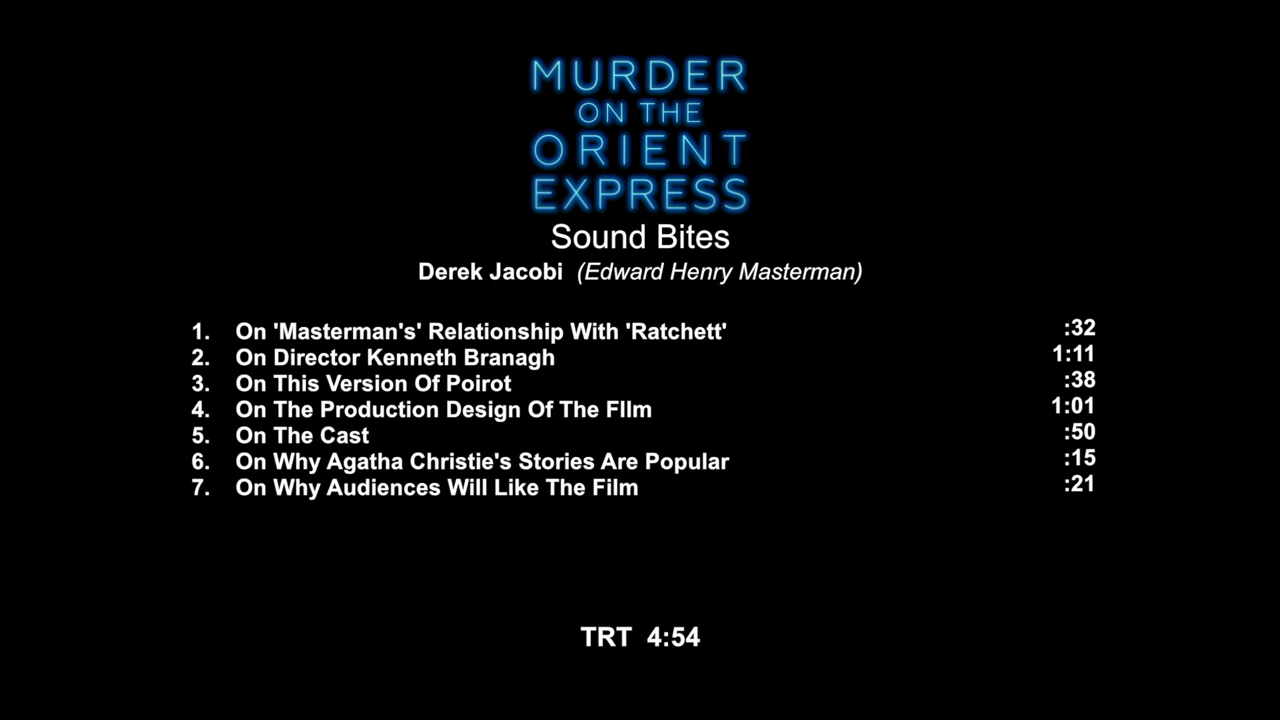 MURDER
ON THE
ORIENT
EXPRESS
Sound Bites
Derek Jacobi (Edward Henry Masterman)
1. On 'Masterman's' Relationship With 'Ratchett' :32
2. On Director Kenneth Branagh 1:11
3. On This Version Of Poirot :38
4. On The Production Design Of The FIlm 1:01
5. On The Cast :50
6. On Why Agatha Christie's Stories Are Popular :15
7. On Why Audiences Will Like The Film :21
TRT 4:54